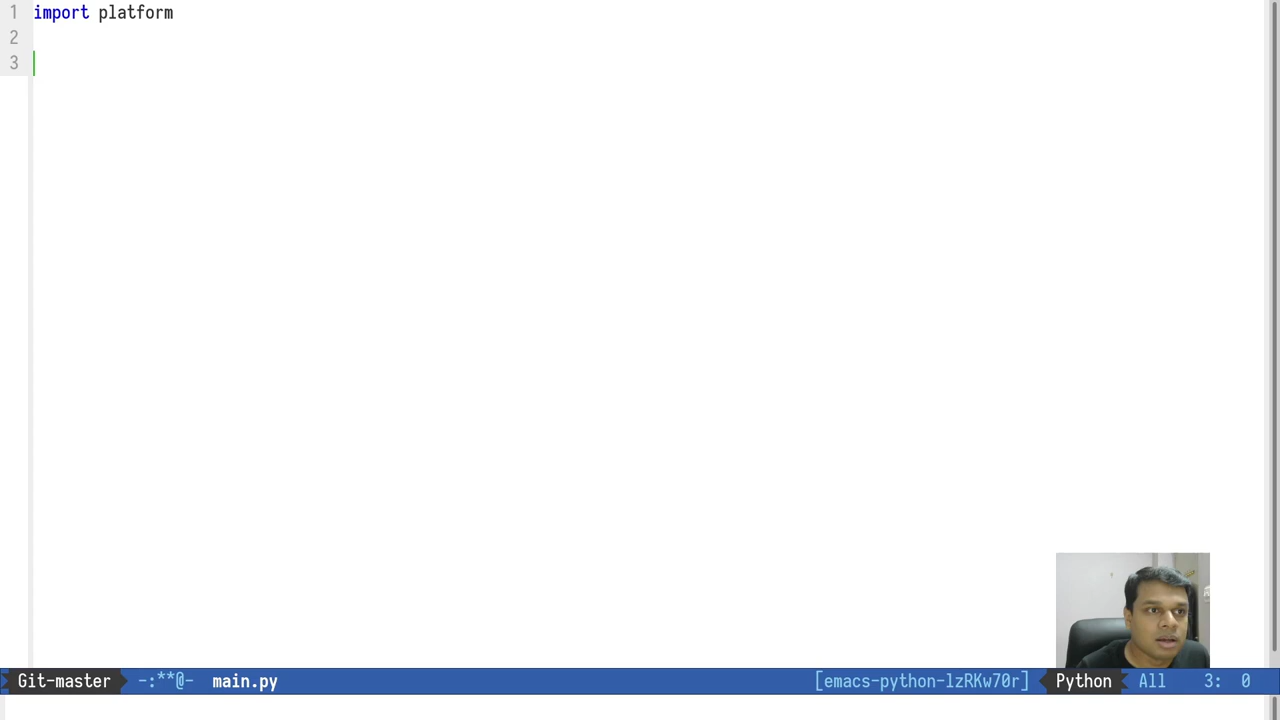 1 import platform
2
3
Git-master -:**@- main.py [emacs-python-lzRKw70r] Python All 3: 0